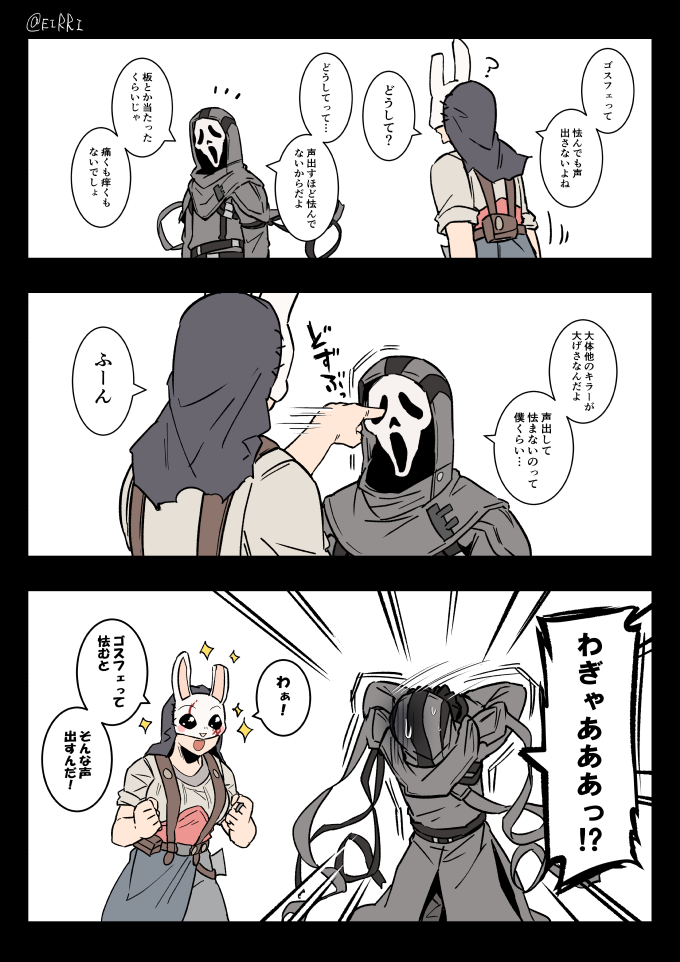 @EIRRI
ゴスフェって
怯んでも声
出さないよね
どうして?
?
どうしてって…
声出すほど怯んで
ないからだよ
板とか当たった
くらいじゃ
痛くも痒くも
ないでしょ
大体他のキラーが
大げさなんだよ
声出して
怯まないのって
僕くらい…
どずぶっ
ふーん
わぎゃあああっ!?
わぁ!
ゴスフェって
怯むと
そんな声
出すんだ!